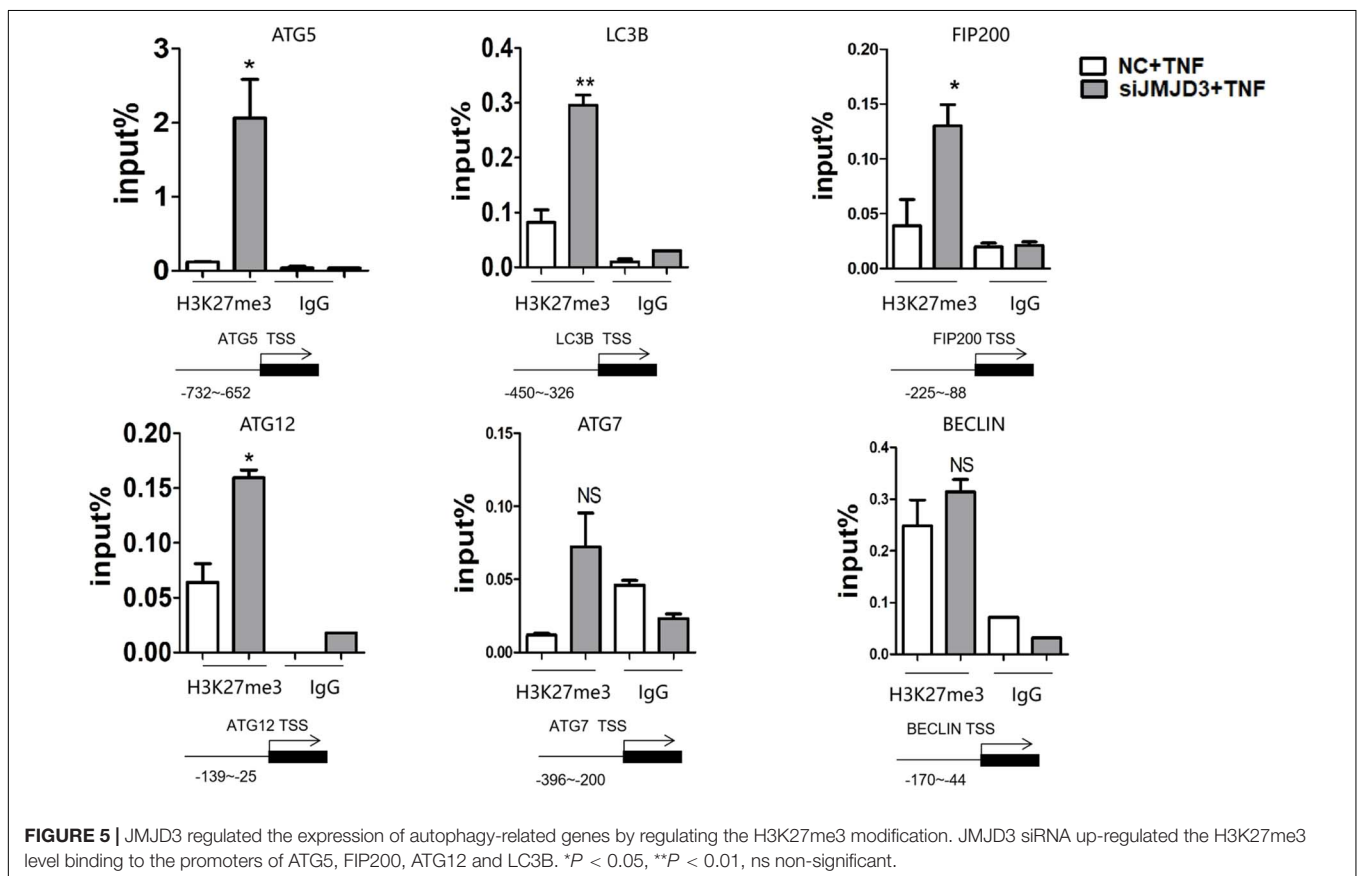 ATG5
3
2
1
0
input%
*
H3K27me3 IgG
ATG5 TSS
-732~-652
LC3B
0.4
0.3
0.2
0.1
0.0
input%
**
H3K27me3 IgG
LC3B TSS
-450~-326
FIP200
0.20
0.15
0.10
0.05
0.00
input%
*
H3K27me3 IgG
FIP200 TSS
-225~-88
NC+TNF
siJMJD3+TNF
ATG12
0.20
0.15
0.10
0.05
0.00
input%
*
H3K27me3 IgG
ATG12 TSS
-139~-25
ATG7
0.15
0.10
0.05
0.00
input%
NS
H3K27me3 IgG
ATG7 TSS
-396~-200
BECLIN
0.4
0.3
0.2
0.1
0.0
input%
NS
H3K27me3 IgG
BECLIN TSS
-170~-44
FIGURE 5 | JMJD3 regulated the expression of autophagy-related genes by regulating the H3K27me3 modification. JMJD3 siRNA up-regulated the H3K27me3
level binding to the promoters of ATG5, FIP200, ATG12 and LC3B. *P < 0.05, **P < 0.01, ns non-significant.